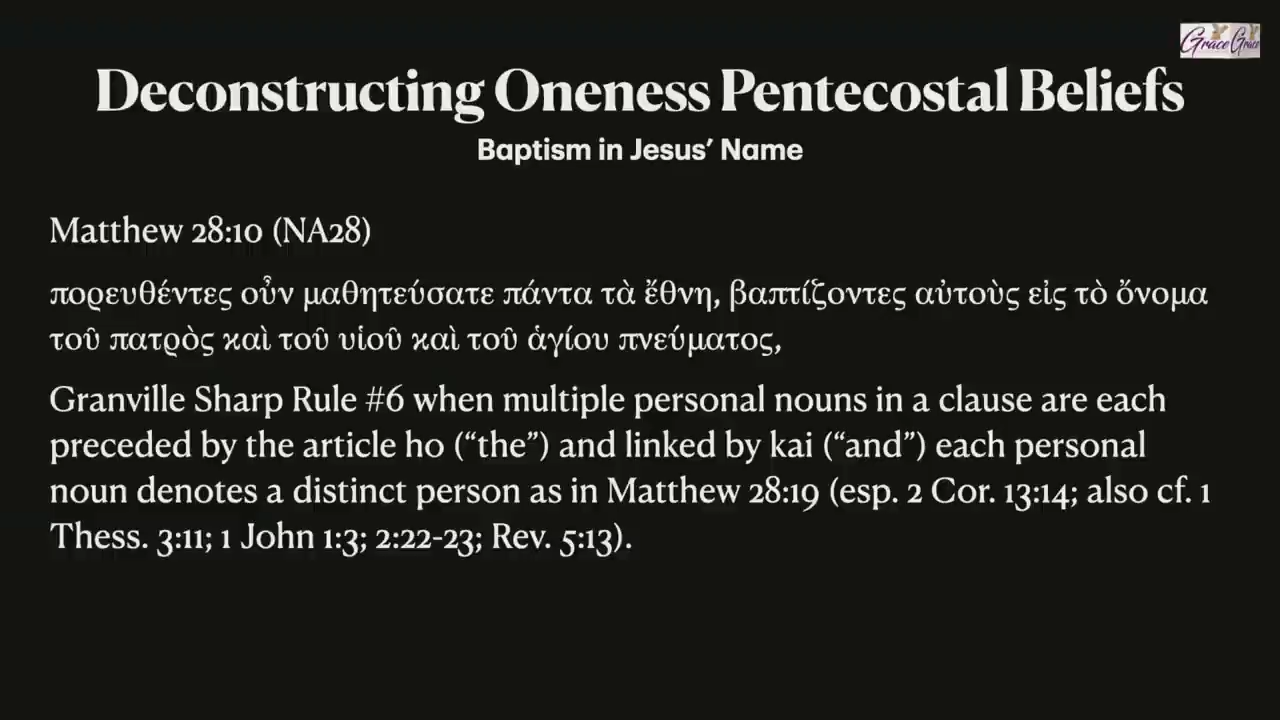 Grace Grace
Deconstructing Oneness Pentecostal Beliefs
Baptism in Jesus’ Name
Matthew 28:10 (NA28)
πορευθέντες οὖν μαθητεύσατε πάντα τὰ ἔθνη, βαπτίζοντες αὐτοὺς εἰς τὸ ὄνομα
τοῦ πατρὸς καὶ τοῦ υἱοῦ καὶ τοῦ ἁγίου πνεύματος,
Granville Sharp Rule #6 when multiple personal nouns in a clause are each
preceded by the article ho (“the”) and linked by kai (“and”) each personal
noun denotes a distinct person as in Matthew 28:19 (esp. 2 Cor. 13:14; also cf. 1
Thess. 3:11; 1 John 1:3; 2:22-23; Rev. 5:13).